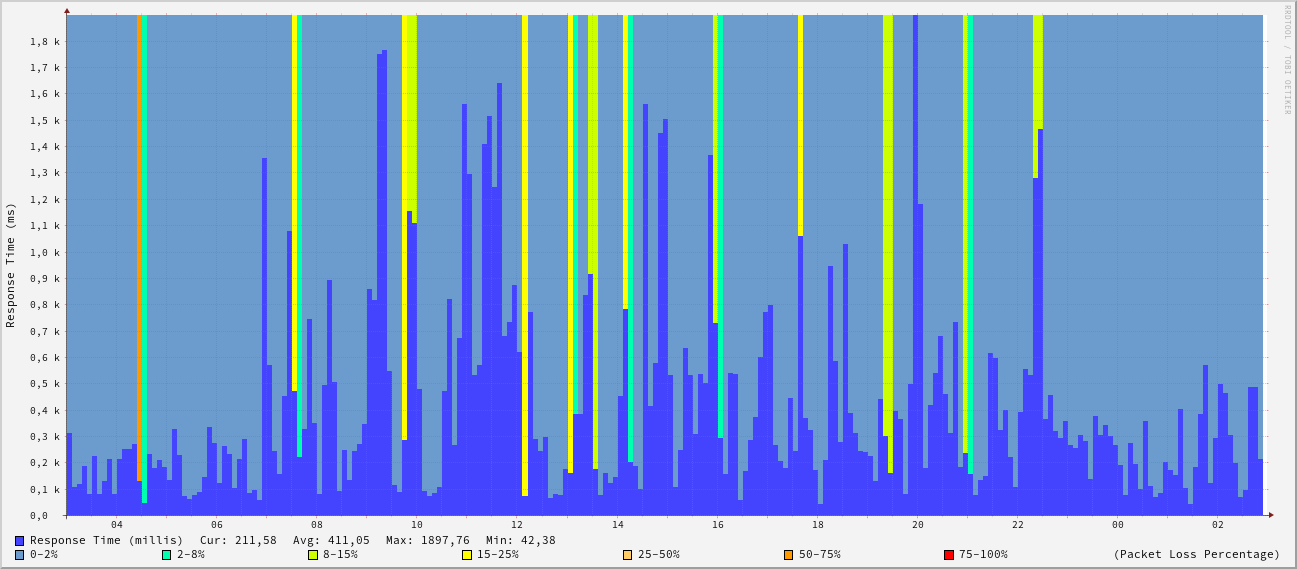 RRDTOOL / TOBI OETIKER
Response Time (ms)
1,8 k
1,7 k
1,6 k
1,5 k
1,4 k
1,3 k
1,2 k
1,1 k
1,0 k
0,9 k
0,8 k
0,7 k
0,6 k
0,5 k
0,4 k
0,3 k
0,2 k
0,1 k
0,0
04 06 08 10 12 14 16 18 20 22 00 02
Response Time (millis) Cur: 211,58 Avg: 411,05 Max: 1897,76 Min: 42,38
0-2% 2-8% 8-15% 15-25% 25-50% 50-75% 75-100% (Packet Loss Percentage)